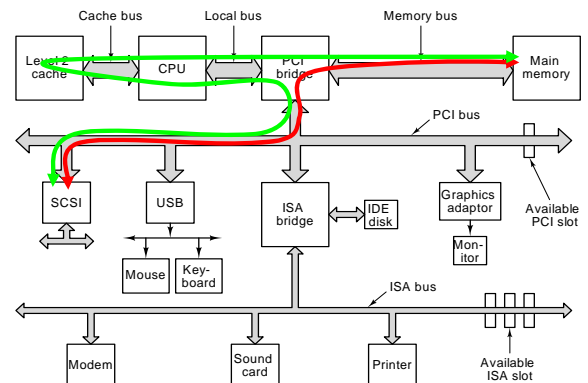 Cache bus
Local bus
Memory bus
Level 2
cache
CPU
PCI
bridge
Main
memory
PCI bus
SCSI
USB
ISA
bridge
IDE
disk
Graphics
adaptor
Available
PCI slot
Mouse
Key-
board
Mon-
itor
ISA bus
Modem
Sound
card
Printer
Available
ISA slot